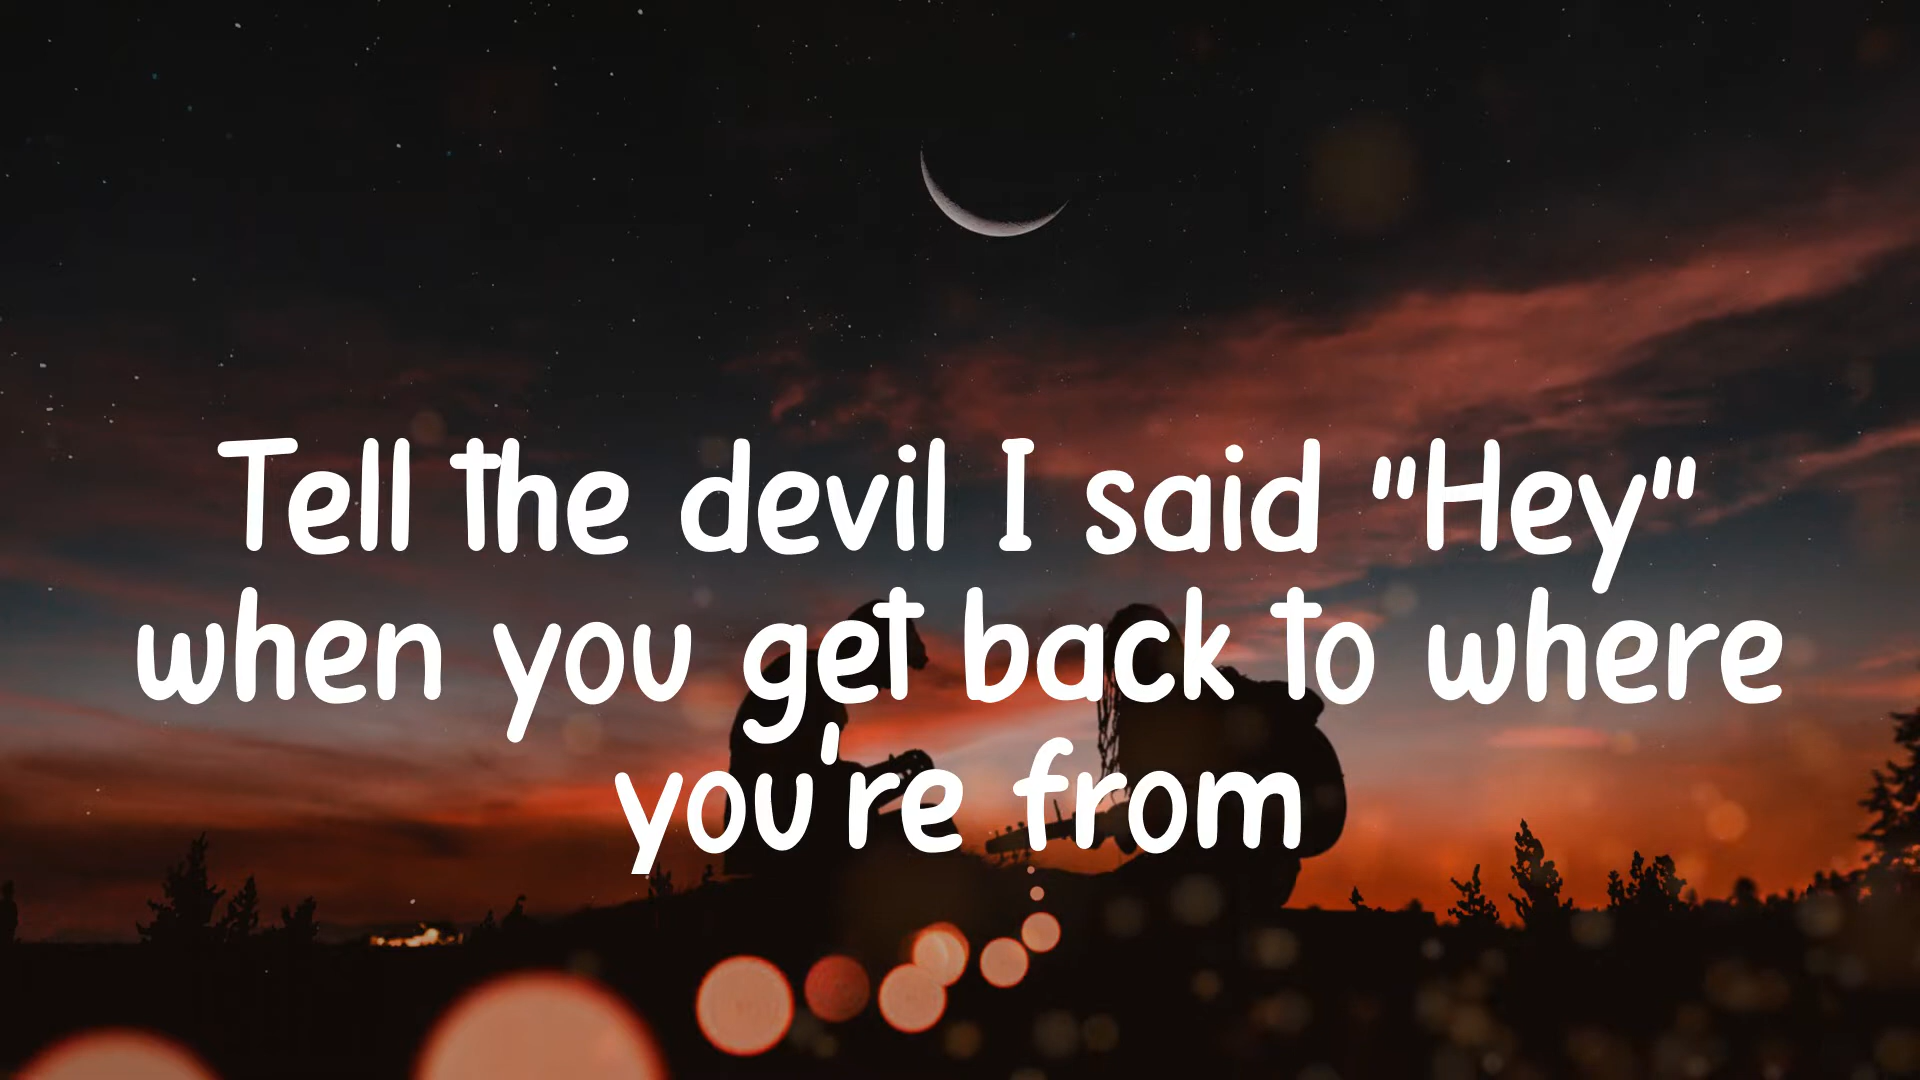 Tell the devil I said "Hey"
when you get back to where
you're from